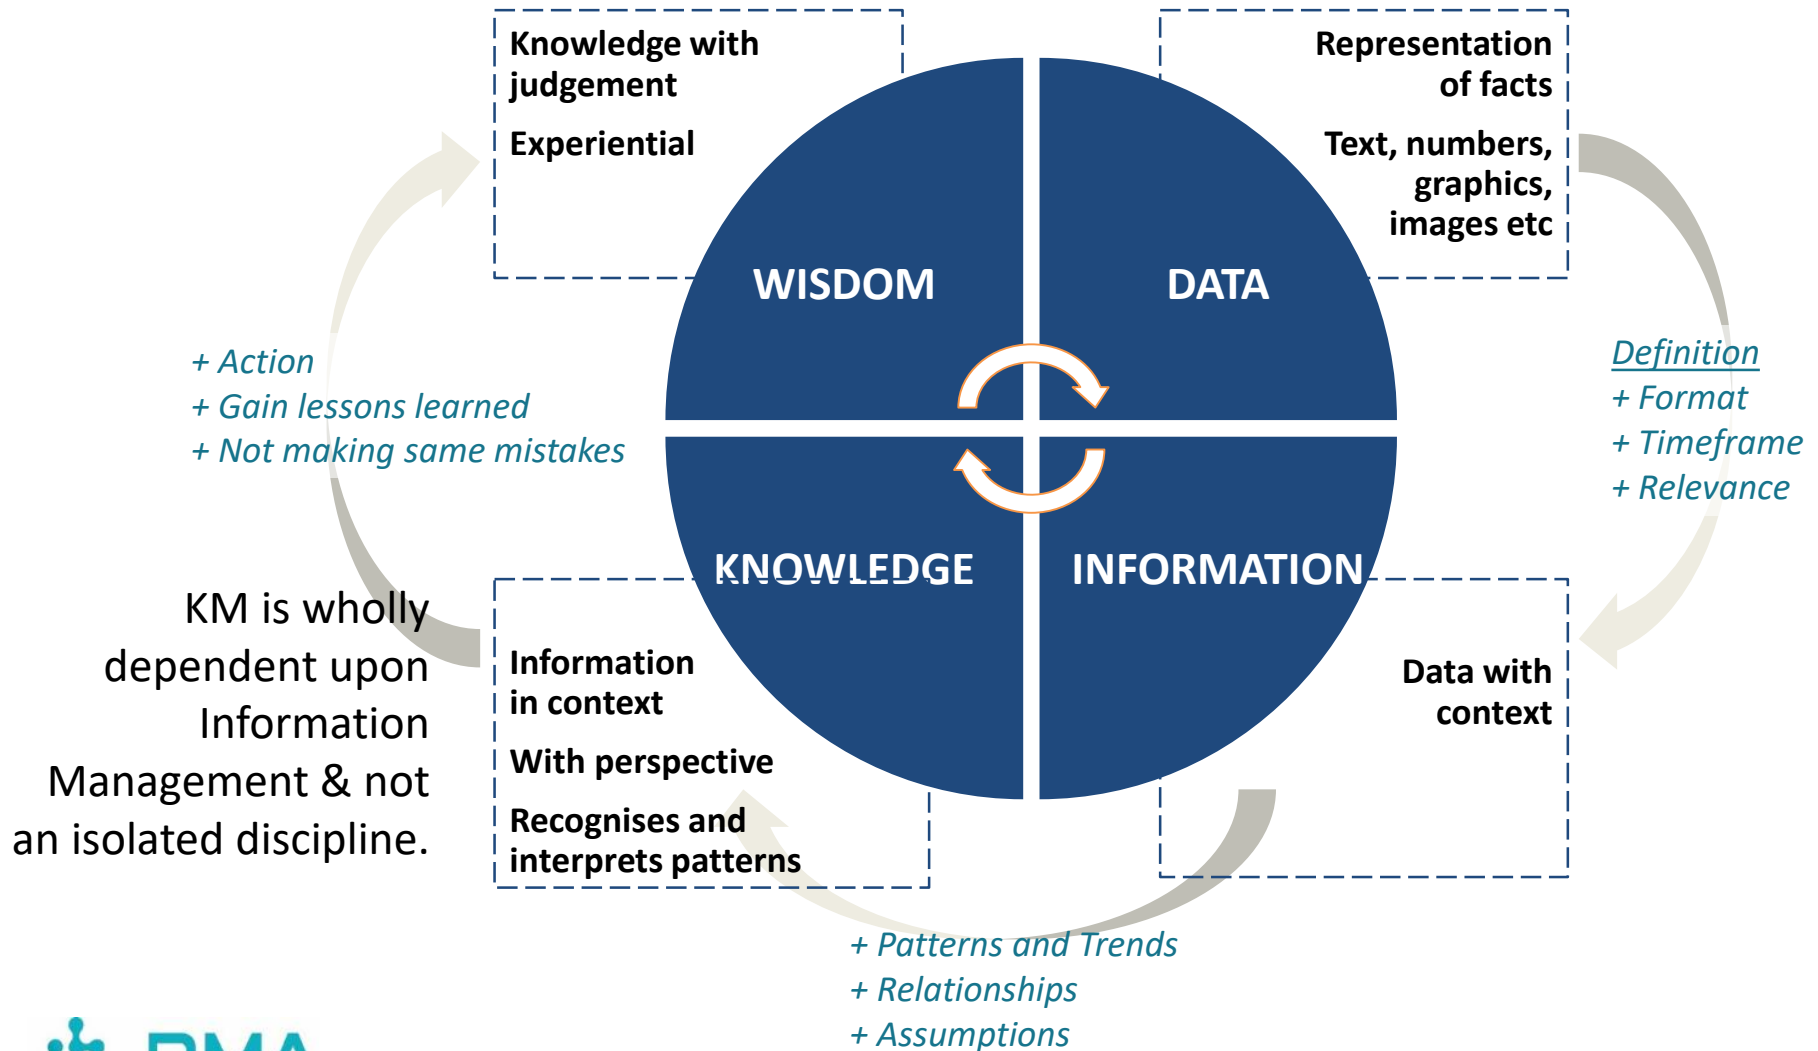 Knowledge with
judgement
Experiential
Representation
of facts
Text, numbers,
graphics,
images etc
WISDOM
DATA
+ Action
+ Gain lessons learned
+ Not making same mistakes
Definition
+ Format
+ Timeframe
+ Relevance
KNOWLEDGE
INFORMATION
KM is wholly
dependent upon
Information
Management & not
an isolated discipline.
Information
in context
With perspective
Recognises and
interprets patterns
Data with
context
+ Patterns and Trends
+ Relationships
+ Assumptions